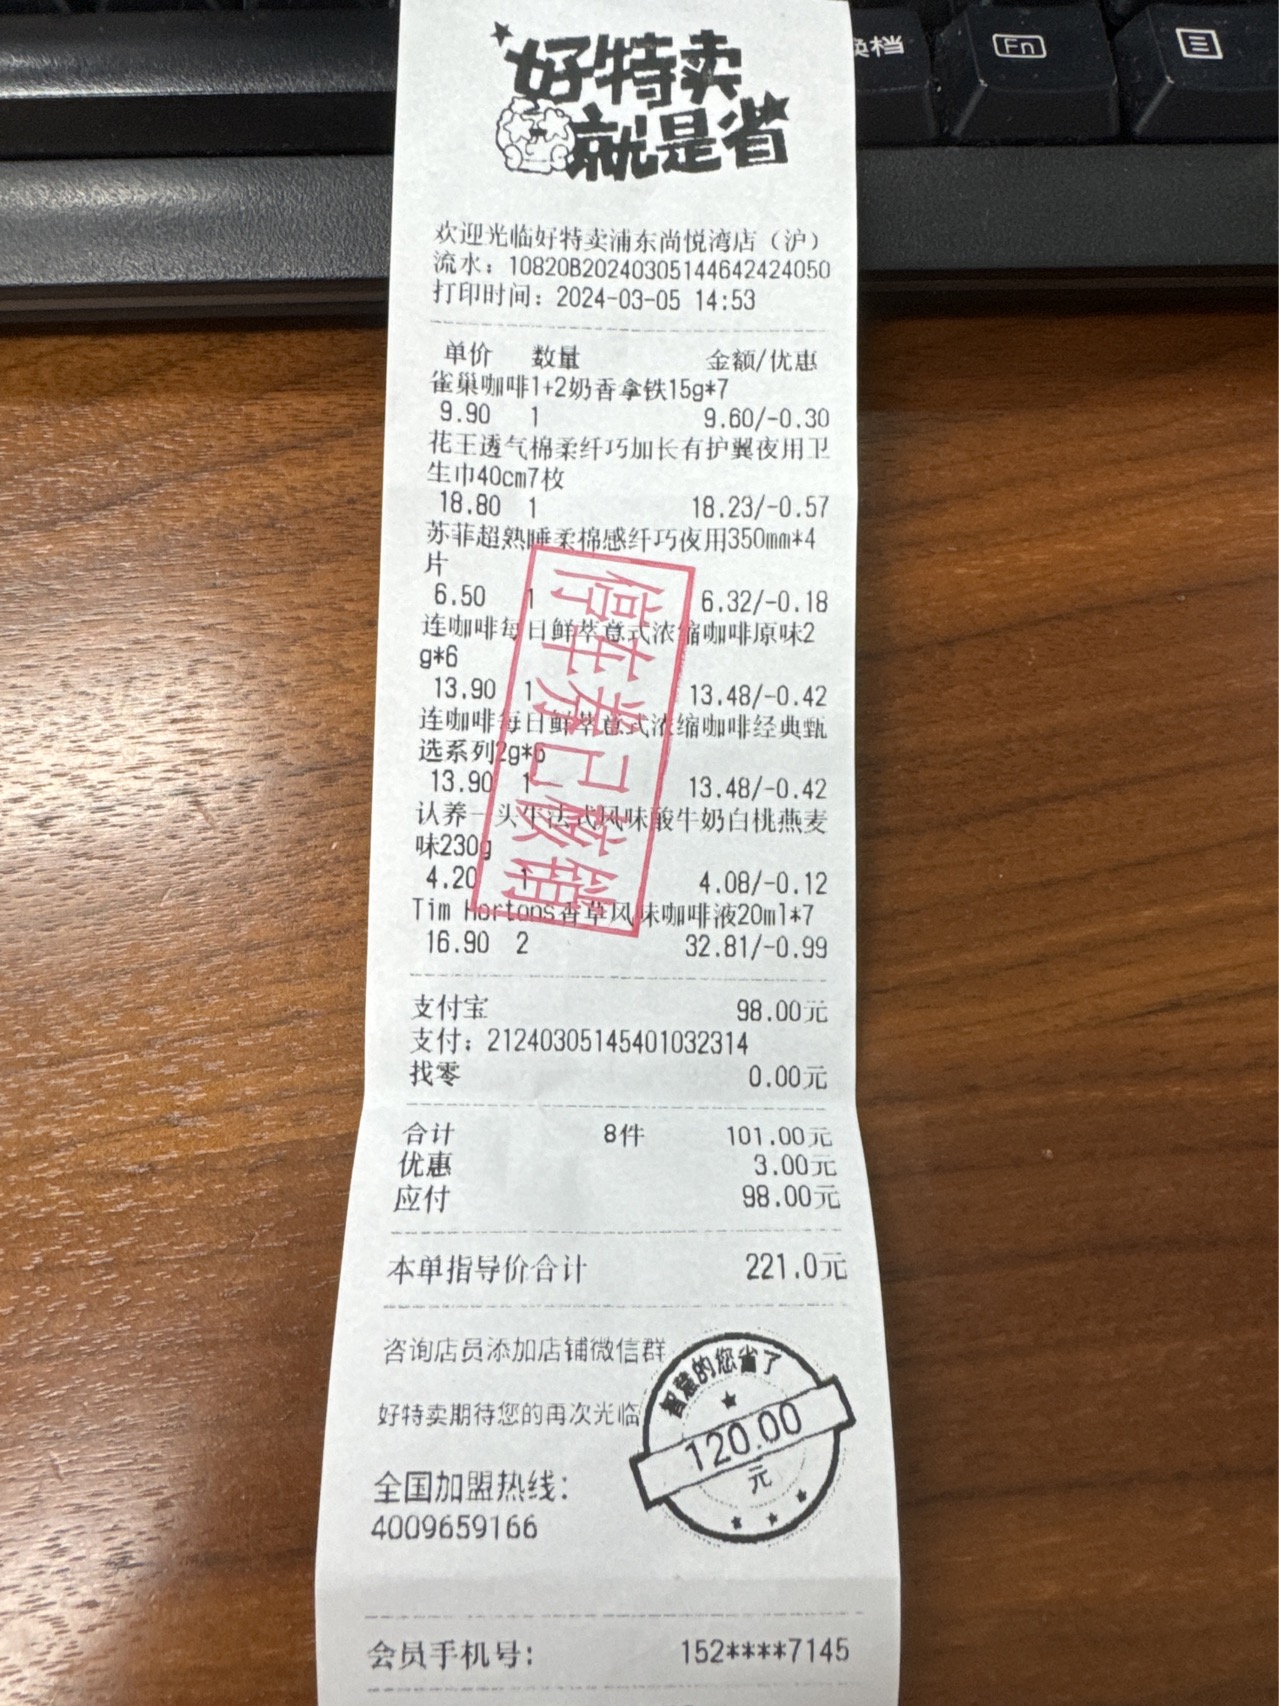 换档
Fn
好特卖
就是省
欢迎光临好特卖浦东尚悦湾店（沪）
流水：10820B20240305144642424050
打印时间：2024-03-05 14:53
单价 数量 金额/优惠
雀巢咖啡1+2奶香拿铁15g*7
9.90 1 9.60/-0.30
花王透气棉柔纤巧加长有护翼夜用卫
生巾40cm7枚
18.80 1 18.23/-0.57
苏菲超熟睡柔棉感纤巧夜用350mm*4
片
6.50 1 6.32/-0.18
连咖啡每日鲜萃意式浓缩咖啡原味2
g*6
13.90 1 13.48/-0.42
连咖啡每日鲜萃意式浓缩咖啡经典甄
选系列2g*6
13.90 1 13.48/-0.42
认养一头牛法式风味酸牛奶白桃燕麦
味230g
4.20 1 4.08/-0.12
Tim Hortons香草风味咖啡液20ml*7
16.90 2 32.81/-0.99
停车券已核销
支付宝 98.00元
支付：21240305145401032314
找零 0.00元
合计 8件 101.00元
优惠 3.00元
应付 98.00元
本单指导价合计 221.0元
咨询店员添加店铺微信群
好特卖期待您的再次光临
智慧的您省了
120.00
元
全国加盟热线：
4009659166
会员手机号： 152****7145